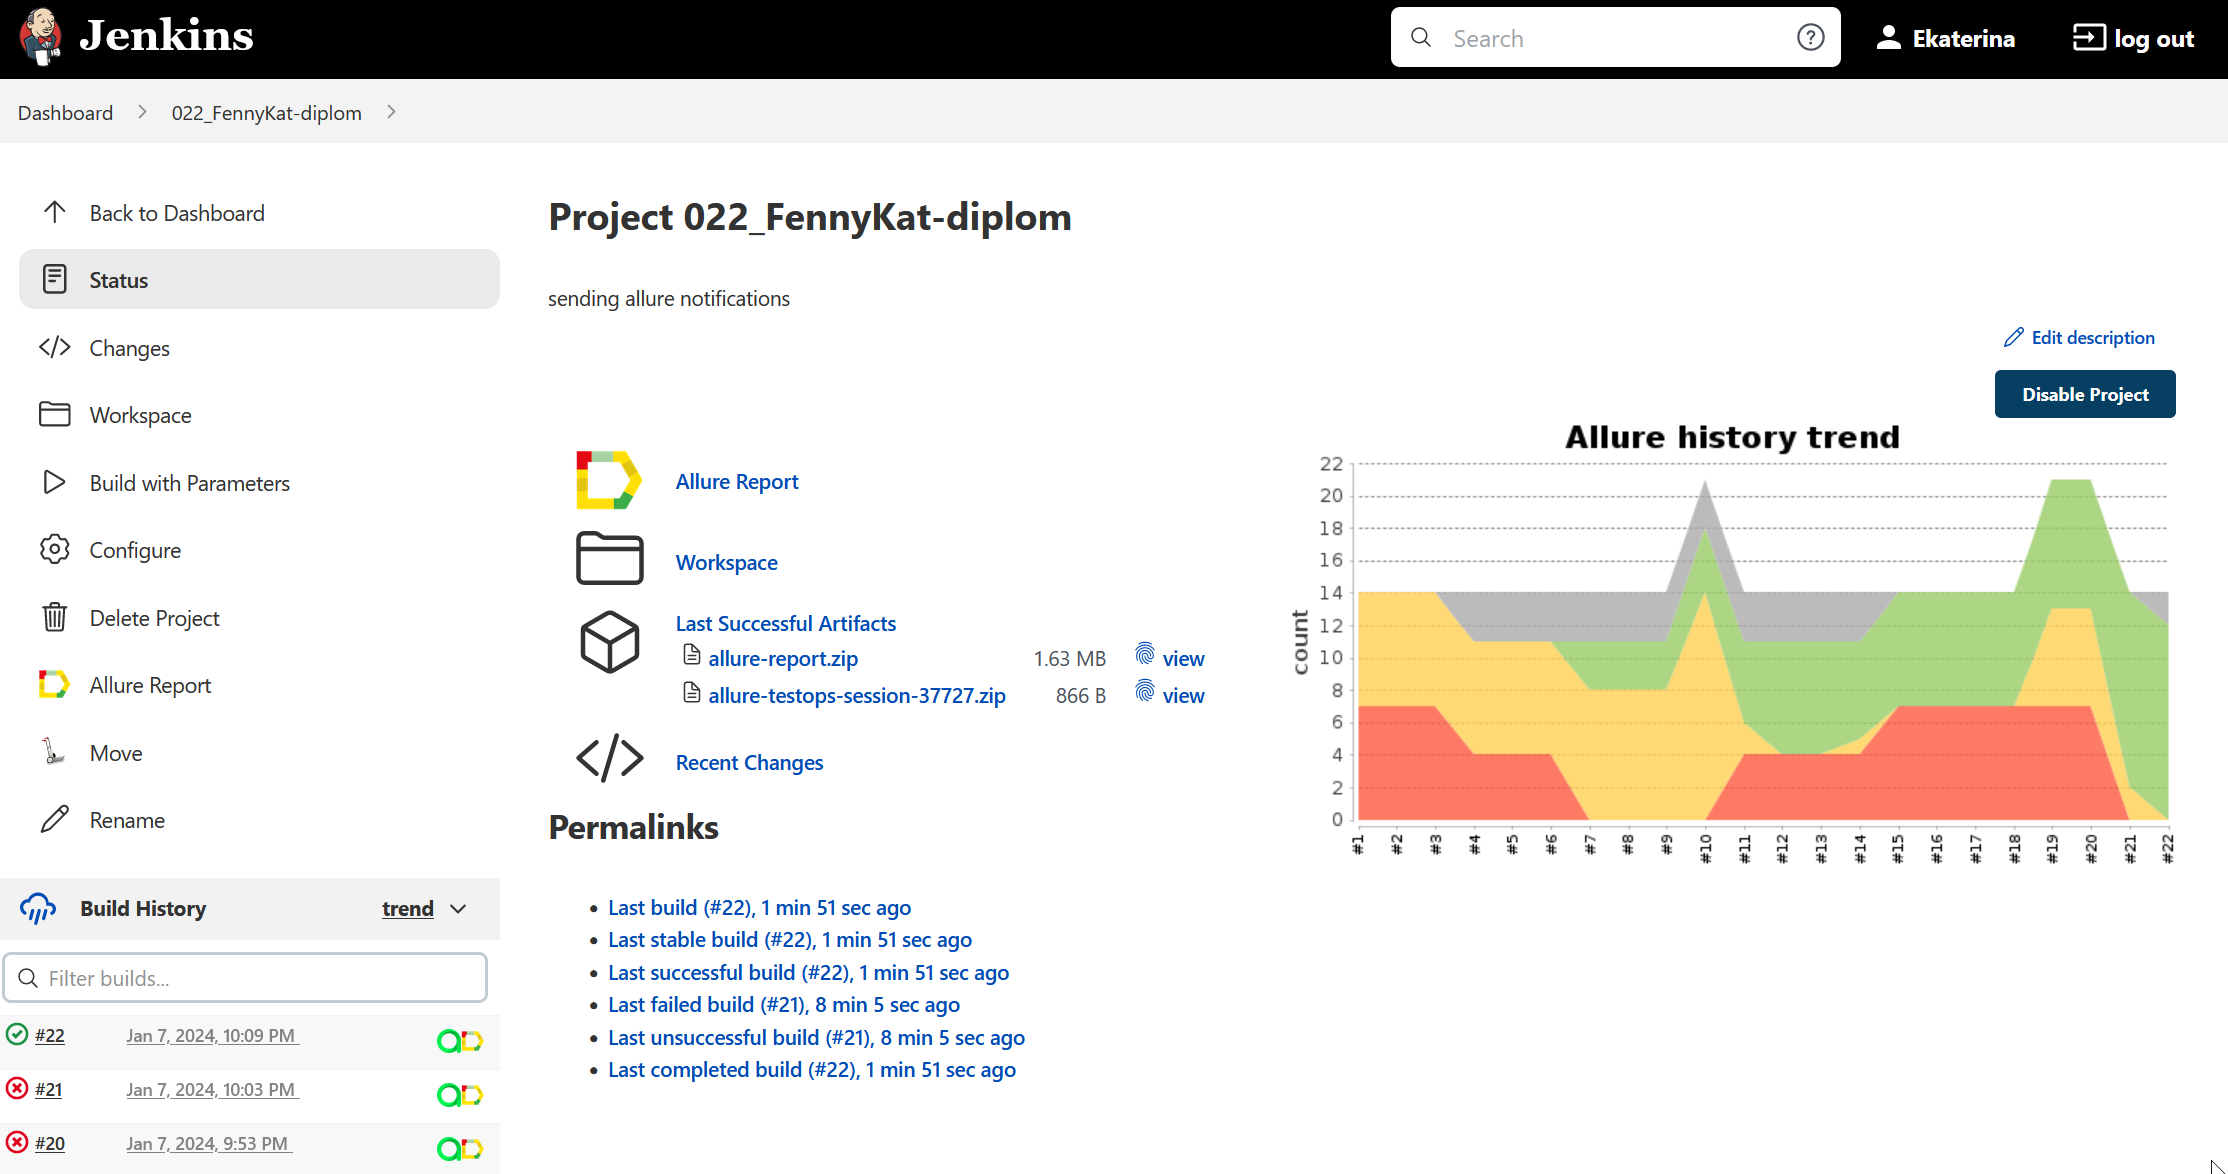 Jenkins
Search
Ekaterina
log out
Dashboard
022_FennyKat-diplom
Back to Dashboard
Status
Changes
Workspace
Build with Parameters
Configure
Delete Project
Allure Report
Move
Rename
Build History
trend
Filter builds...
#22 Jan 7, 2024, 10:09 PM
#21 Jan 7, 2024, 10:03 PM
#20 Jan 7, 2024, 9:53 PM
Project 022_FennyKat-diplom
sending allure notifications
Edit description
Disable Project
Allure Report
Workspace
Last Successful Artifacts
allure-report.zip 1.63 MB view
allure-testops-session-37727.zip 866 B view
Recent Changes
Permalinks
Last build (#22), 1 min 51 sec ago
Last stable build (#22), 1 min 51 sec ago
Last successful build (#22), 1 min 51 sec ago
Last failed build (#21), 8 min 5 sec ago
Last unsuccessful build (#21), 8 min 5 sec ago
Last completed build (#22), 1 min 51 sec ago
Allure history trend
count
22
20
18
16
14
12
10
8
6
4
2
0
#1 #2 #3 #4 #5 #6 #7 #8 #9 #10 #11 #12 #13 #14 #15 #16 #17 #18 #19 #20 #21 #22